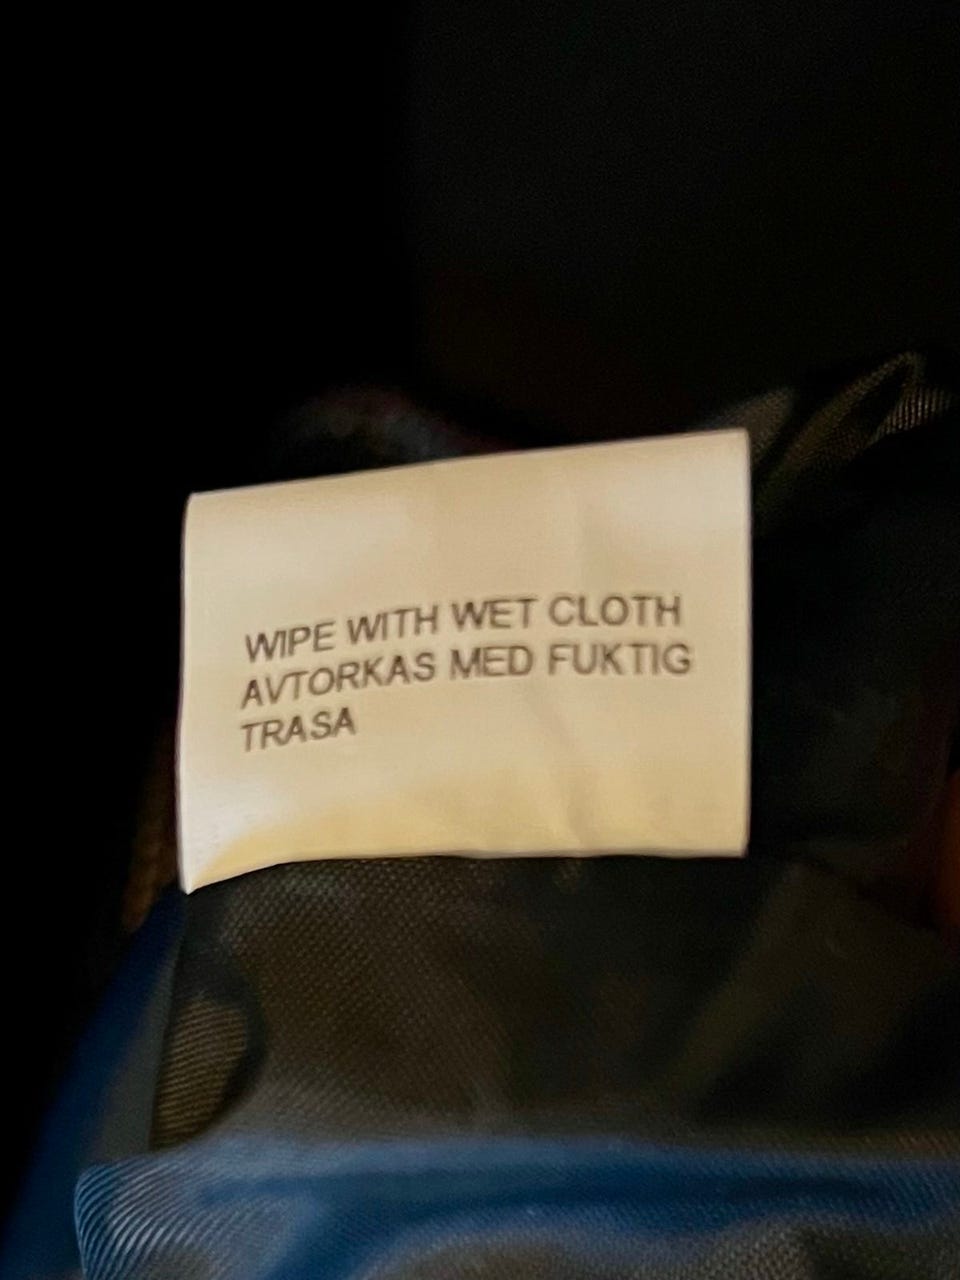 WIPE WITH WET CLOTH
AVTORKAS MED FUKTIG
TRASA